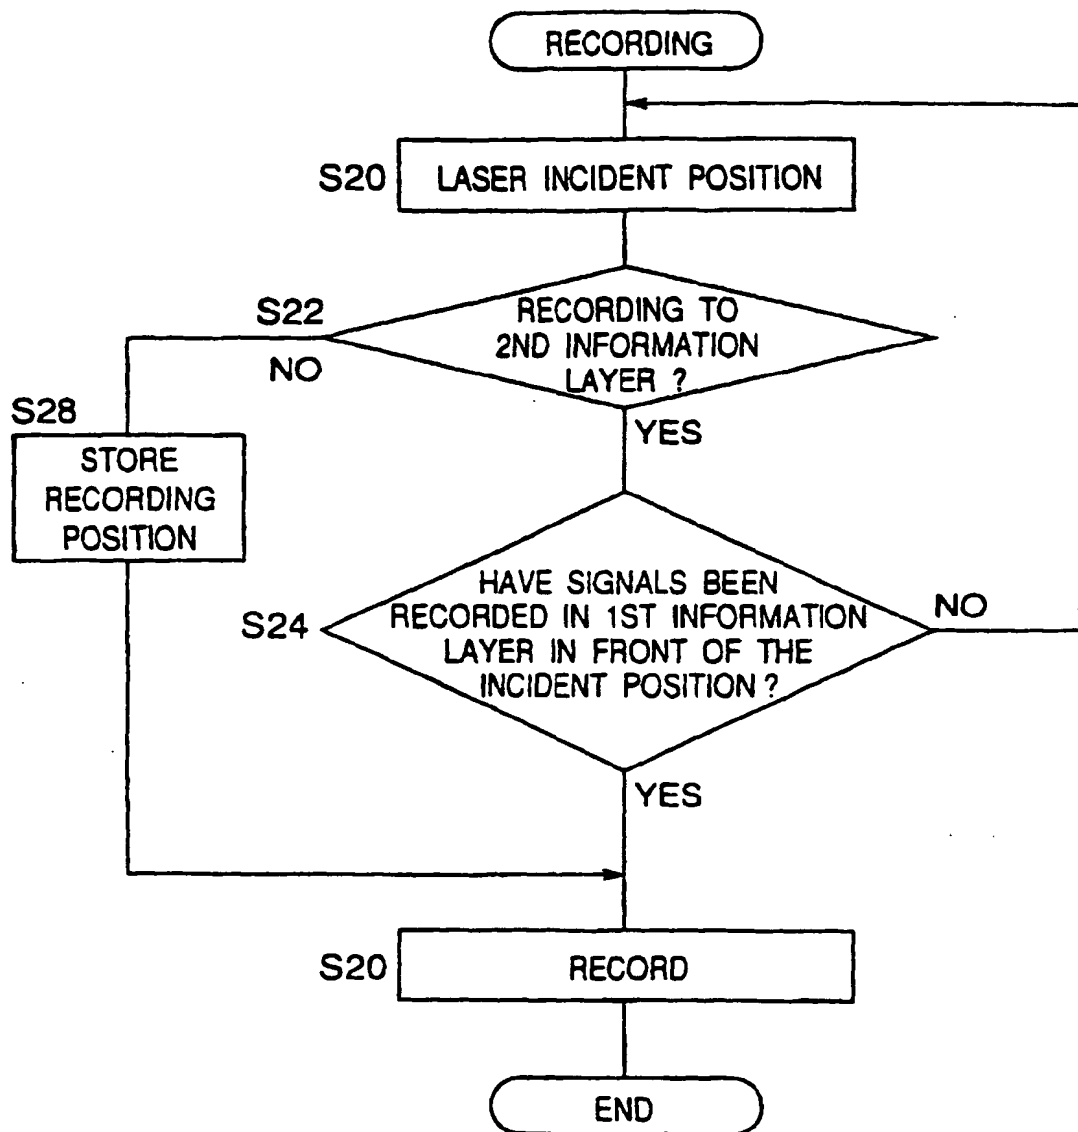 RECORDING
S20
LASER INCIDENT POSITION
S22
RECORDING TO
2ND INFORMATION
LAYER ?
NO
YES
S28
STORE
RECORDING
POSITION
S24
HAVE SIGNALS BEEN
RECORDED IN 1ST INFORMATION
LAYER IN FRONT OF THE
INCIDENT POSITION ?
NO
YES
S20
RECORD
END